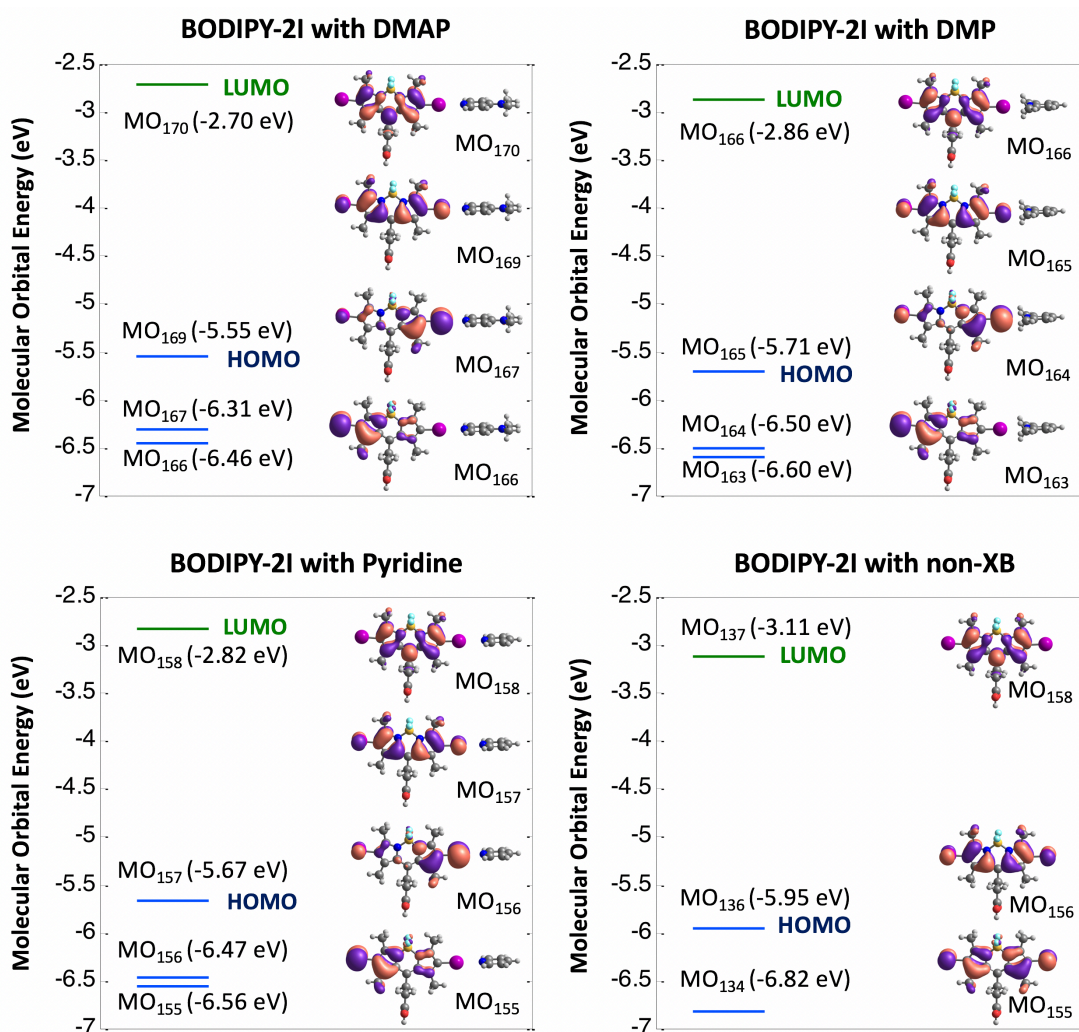 BODIPY-2I with DMAP
Molecular Orbital Energy (eV)
-2.5
-3
-3.5
-4
-4.5
-5
-5.5
-6
-6.5
-7
LUMO
MO170 (-2.70 eV)
MO169 (-5.55 eV)
HOMO
MO167 (-6.31 eV)
MO166 (-6.46 eV)
MO170
MO169
MO167
MO166
BODIPY-2I with DMP
Molecular Orbital Energy (eV)
-2.5
-3
-3.5
-4
-4.5
-5
-5.5
-6
-6.5
-7
LUMO
MO166 (-2.86 eV)
MO165 (-5.71 eV)
HOMO
MO164 (-6.50 eV)
MO163 (-6.60 eV)
MO166
MO165
MO164
MO163
BODIPY-2I with Pyridine
Molecular Orbital Energy (eV)
-2.5
-3
-3.5
-4
-4.5
-5
-5.5
-6
-6.5
-7
LUMO
MO158 (-2.82 eV)
MO157 (-5.67 eV)
HOMO
MO156 (-6.47 eV)
MO155 (-6.56 eV)
MO158
MO157
MO156
MO155
BODIPY-2I with non-XB
Molecular Orbital Energy (eV)
-2.5
-3
-3.5
-4
-4.5
-5
-5.5
-6
-6.5
-7
MO137 (-3.11 eV)
LUMO
MO136 (-5.95 eV)
HOMO
MO134 (-6.82 eV)
MO158
MO156
MO155